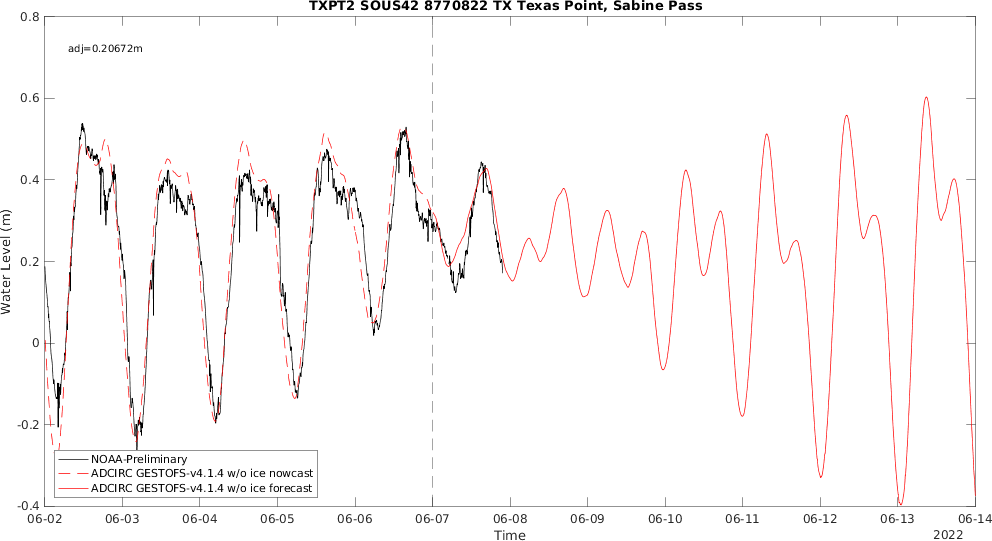 TXPT2 SOUS42 8770822 TX Texas Point, Sabine Pass
0.8
adj=0.20672m
0.6
0.4
0.2
0
-0.2
-0.4
Water Level (m)
NOAA-Preliminary
ADCIRC GESTOFS-v4.1.4 w/o ice nowcast
ADCIRC GESTOFS-v4.1.4 w/o ice forecast
06-02 06-03 06-04 06-05 06-06 06-07 06-08 06-09 06-10 06-11 06-12 06-13 06-14
Time
2022